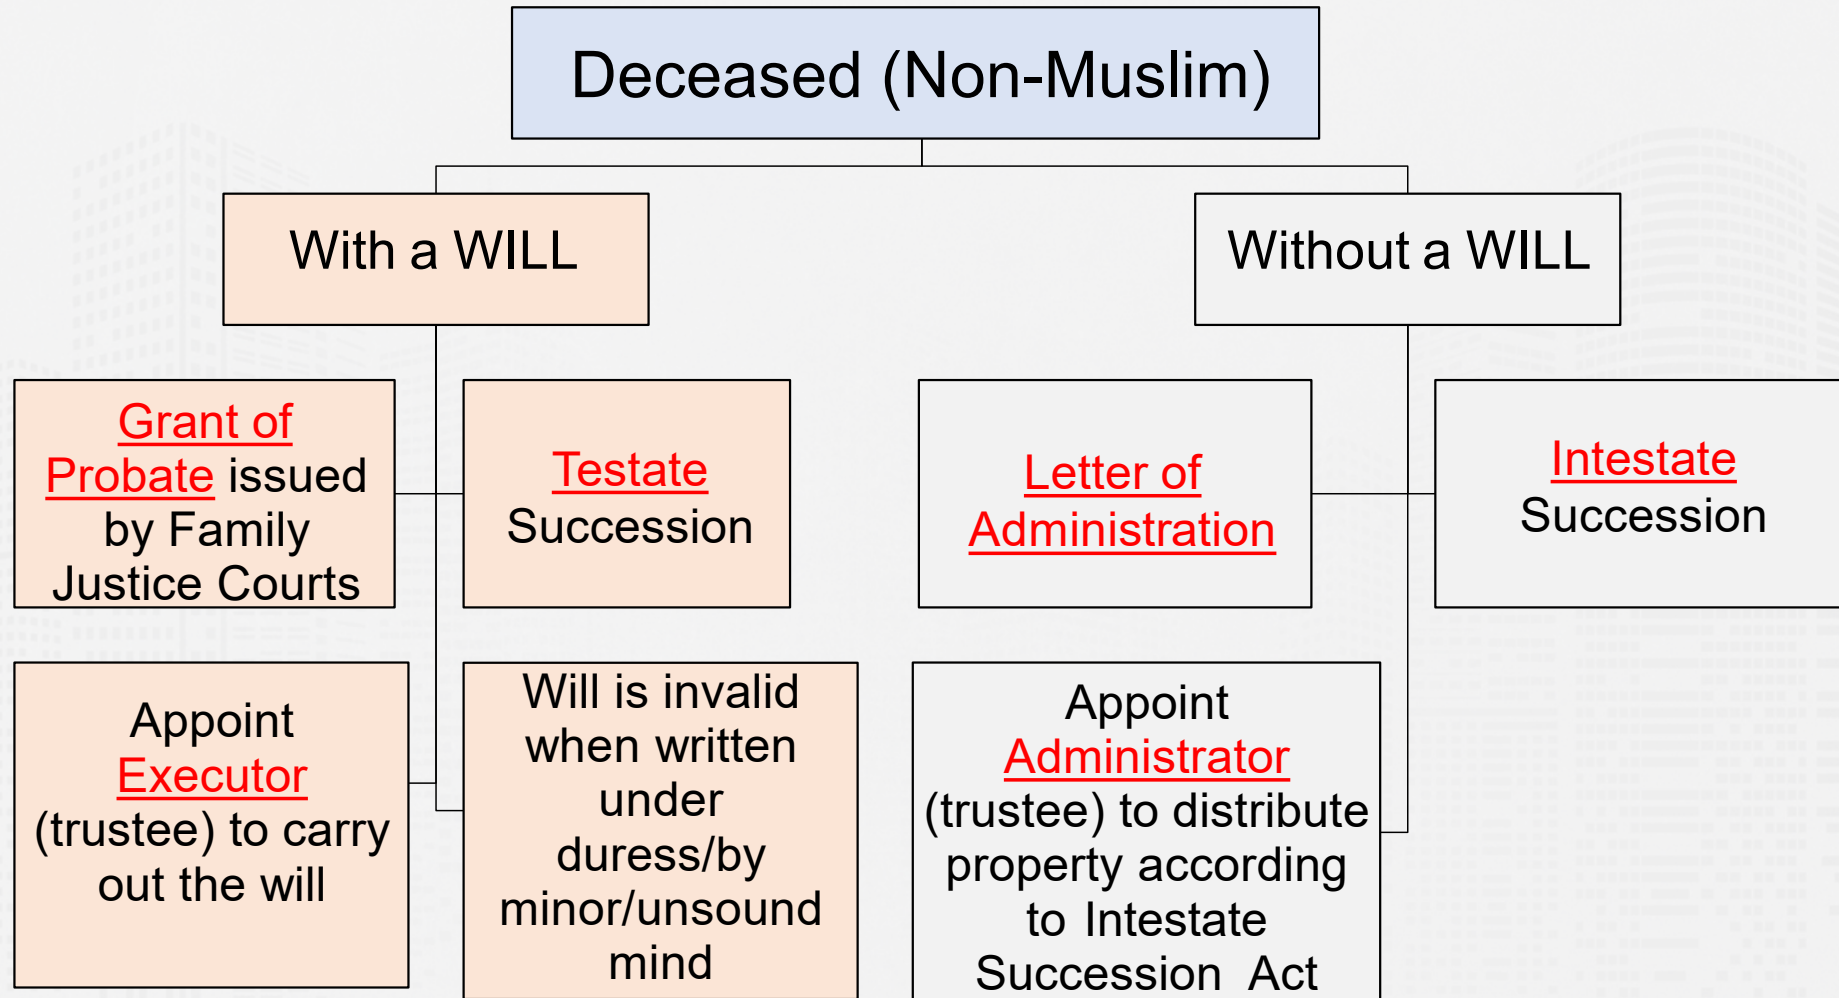 Deceased (Non-Muslim)
With a WILL
Without a WILL
Grant of
Probate issued
by Family
Justice Courts
Testate
Succession
Letter of
Administration
Intestate
Succession
Appoint
Executor
(trustee) to carry
out the will
Will is invalid
when written
under
duress/by
minor/unsound
mind
Appoint
Administrator
(trustee) to distribute
property according
to Intestate
Succession Act